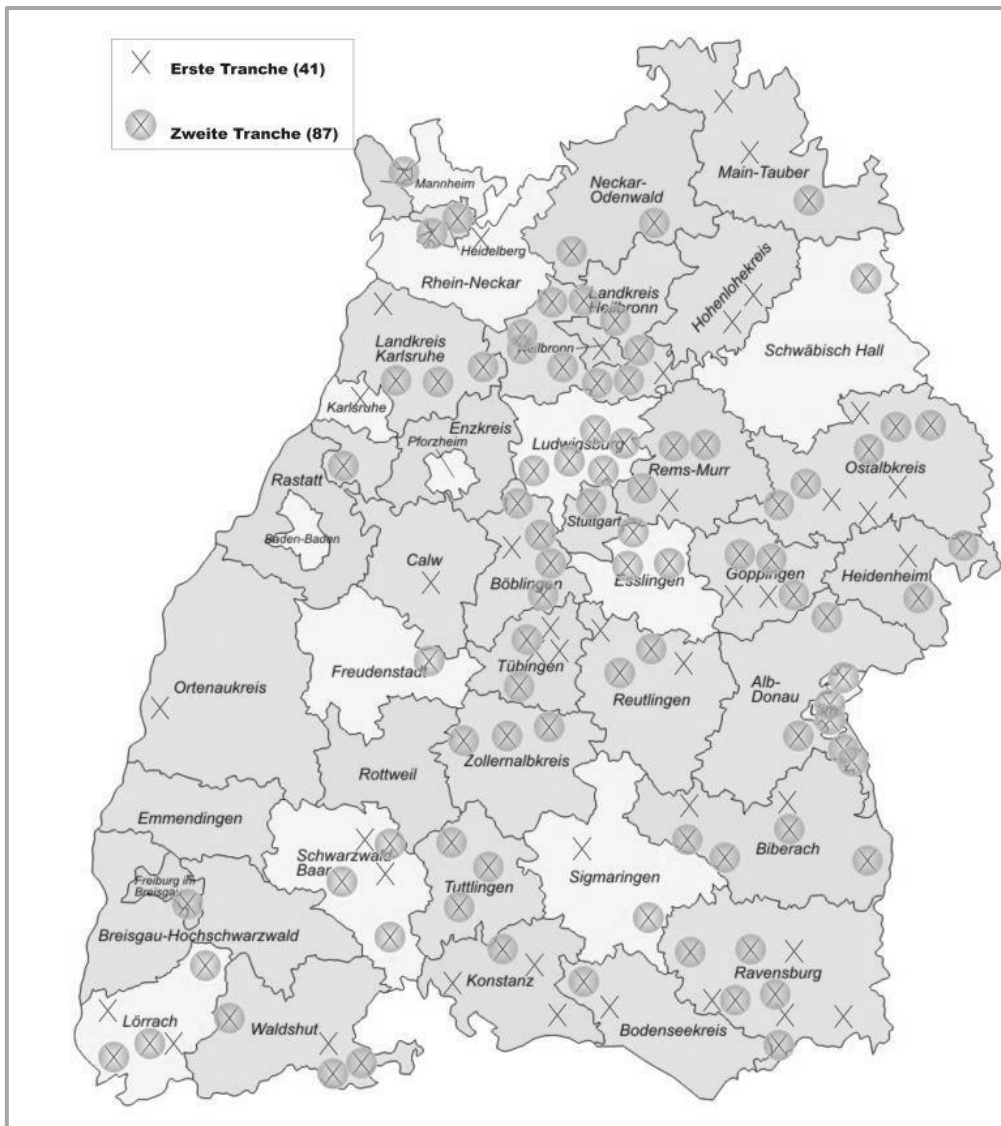 Erste Tranche (41)
Zweite Tranche (87)
Main-Tauber
Mannheim
Neckar-
Odenwald
Heidelberg
Rhein-Neckar
Hohenlohekreis
Landkreis
Heilbronn
Landkreis
Karlsruhe
Heilbronn
Schwäbisch Hall
Karlsruhe
Enzkreis
Pforzheim
Ludwigsburg
Rems-Murr
Ostalbkreis
Rastatt
Stuttgart
Baden-Baden
Calw
Böblingen
Esslingen
Göppingen
Heidenheim
Freudenstadt
Tübingen
Reutlingen
Alb-
Donau
Ulm
Ortenaukreis
Zollernalbkreis
Rottweil
Emmendingen
Biberach
Schwarzwald
Baar
Tuttlingen
Sigmaringen
Freiburg im
Breisgau
Breisgau-Hochschwarzwald
Konstanz
Ravensburg
Lörrach
Waldshut
Bodenseekreis